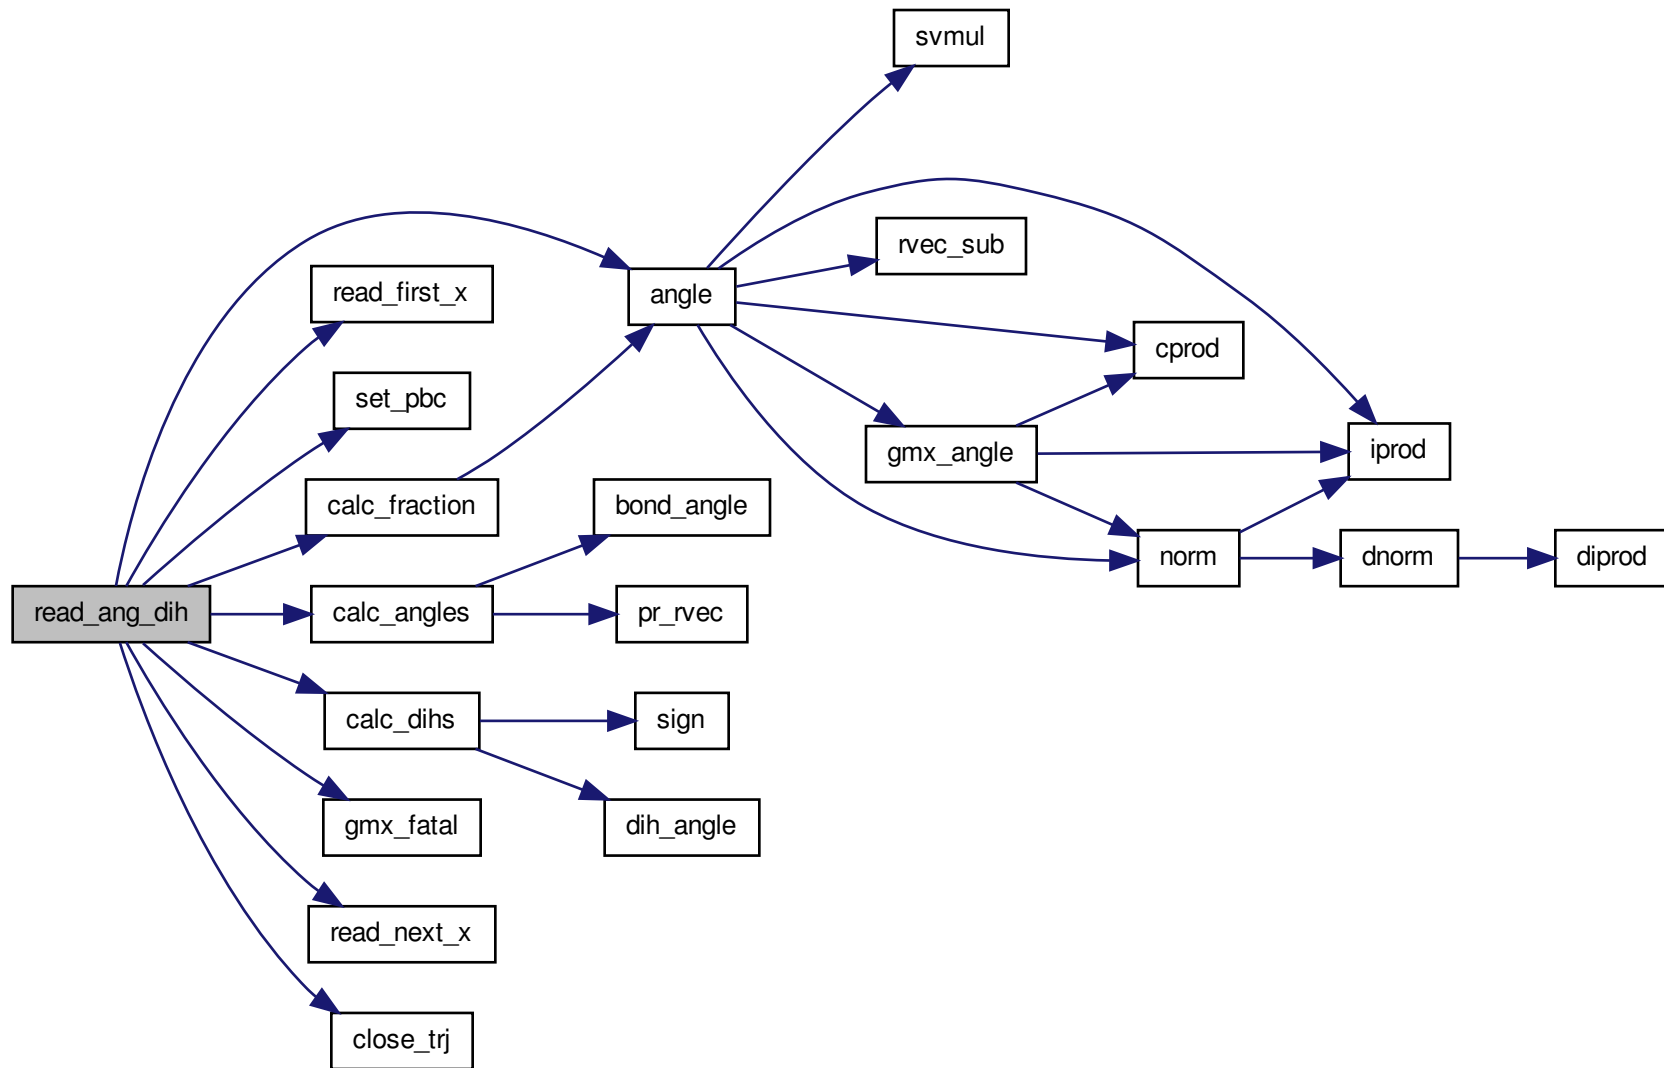 svmul
rvec_sub
read_first_x
angle
cprod
set_pbc
gmx_angle
iprod
calc_fraction
bond_angle
norm
dnorm
diprod
read_ang_dih
calc_angles
pr_rvec
calc_dihs
sign
gmx_fatal
dih_angle
read_next_x
close_trj